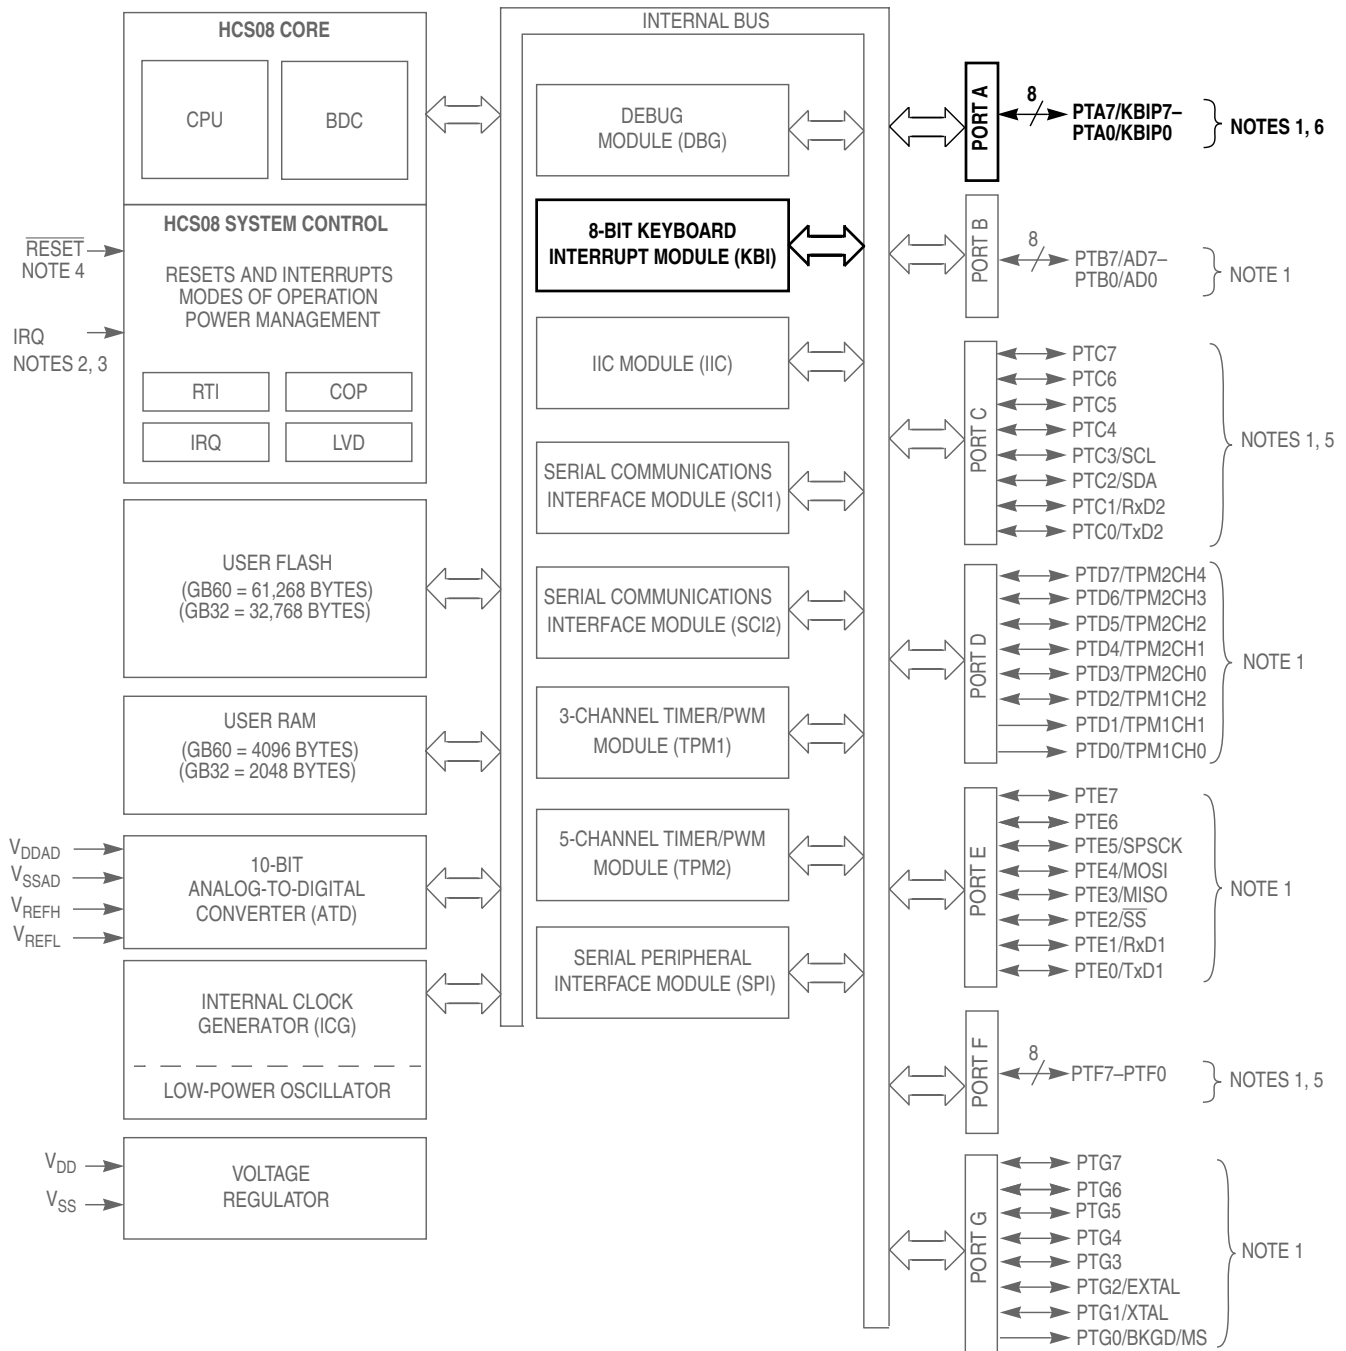 HCS08 CORE
CPU
BDC
HCS08 SYSTEM CONTROL
RESETS AND INTERRUPTS
MODES OF OPERATION
POWER MANAGEMENT
RTI
COP
IRQ
LVD
RESET
NOTE 4
IRQ
NOTES 2, 3
USER FLASH
(GB60 = 61,268 BYTES)
(GB32 = 32,768 BYTES)
USER RAM
(GB60 = 4096 BYTES)
(GB32 = 2048 BYTES)
VDDAD
VSSAD
VREFH
VREFL
10-BIT
ANALOG-TO-DIGITAL
CONVERTER (ATD)
INTERNAL CLOCK
GENERATOR (ICG)
LOW-POWER OSCILLATOR
VDD
VSS
VOLTAGE
REGULATOR
INTERNAL BUS
DEBUG
MODULE (DBG)
8-BIT KEYBOARD
INTERRUPT MODULE (KBI)
IIC MODULE (IIC)
SERIAL COMMUNICATIONS
INTERFACE MODULE (SCI1)
SERIAL COMMUNICATIONS
INTERFACE MODULE (SCI2)
3-CHANNEL TIMER/PWM
MODULE (TPM1)
5-CHANNEL TIMER/PWM
MODULE (TPM2)
SERIAL PERIPHERAL
INTERFACE MODULE (SPI)
PORT A
8
PTA7/KBIP7–
PTA0/KBIP0
NOTES 1, 6
PORT B
8
PTB7/AD7–
PTB0/AD0
NOTE 1
PORT C
PTC7
PTC6
PTC5
PTC4
PTC3/SCL
PTC2/SDA
PTC1/RxD2
PTC0/TxD2
NOTES 1, 5
PORT D
PTD7/TPM2CH4
PTD6/TPM2CH3
PTD5/TPM2CH2
PTD4/TPM2CH1
PTD3/TPM2CH0
PTD2/TPM1CH2
PTD1/TPM1CH1
PTD0/TPM1CH0
NOTE 1
PORT E
PTE7
PTE6
PTE5/SPSCK
PTE4/MOSI
PTE3/MISO
PTE2/SS
PTE1/RxD1
PTE0/TxD1
NOTE 1
PORT F
8
PTF7–PTF0
NOTES 1, 5
PORT G
PTG7
PTG6
PTG5
PTG4
PTG3
PTG2/EXTAL
PTG1/XTAL
PTG0/BKGD/MS
NOTE 1